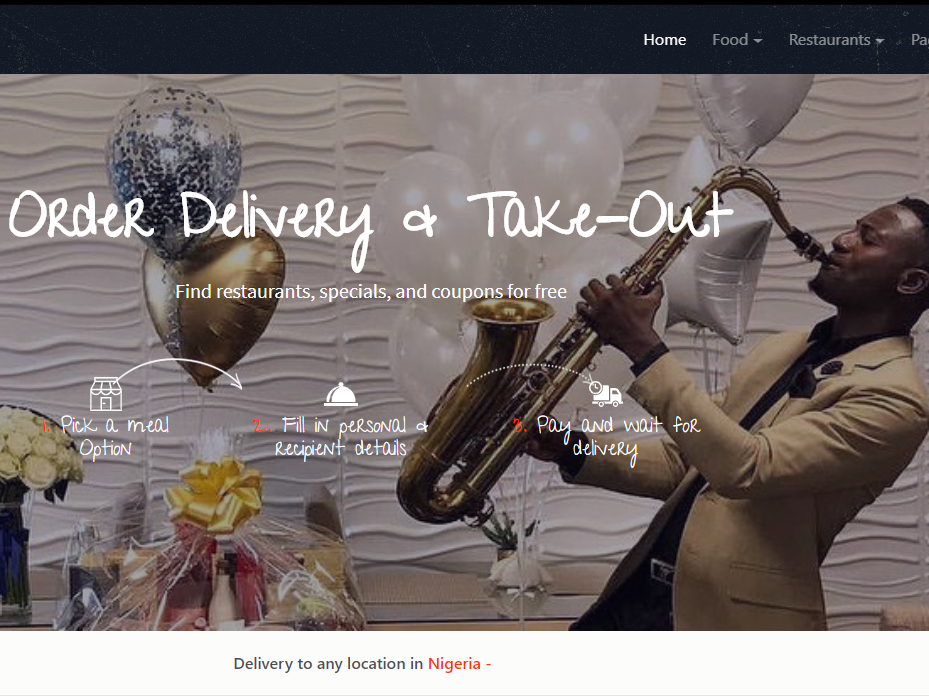 Home Food Restaurants
Order Delivery & Take-Out
Find restaurants, specials, and coupons for free
1. Pick a meal
Option
2.. Fill in personal &
recipient details
3. Pay and wait for
delivery
Delivery to any location in Nigeria -